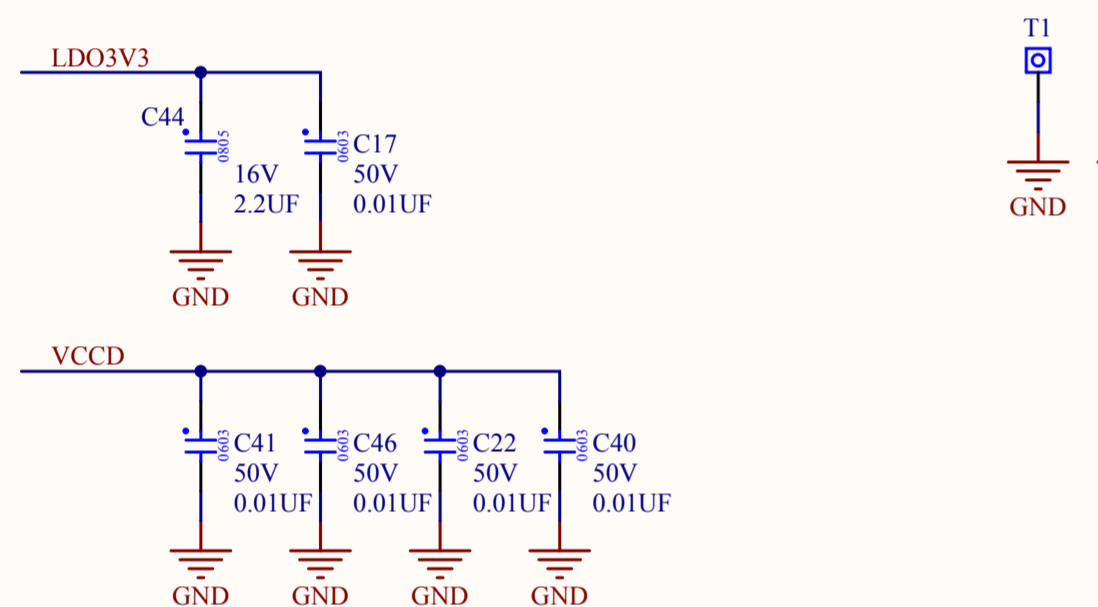 T1
LDO3V3
C44
0805
16V
2.2UF
0603
C17
50V
0.01UF
GND
GND
GND
VCCD
0603
C41
50V
0.01UF
0603
C46
50V
0.01UF
0603
C22
50V
0.01UF
0603
C40
50V
0.01UF
GND
GND
GND
GND